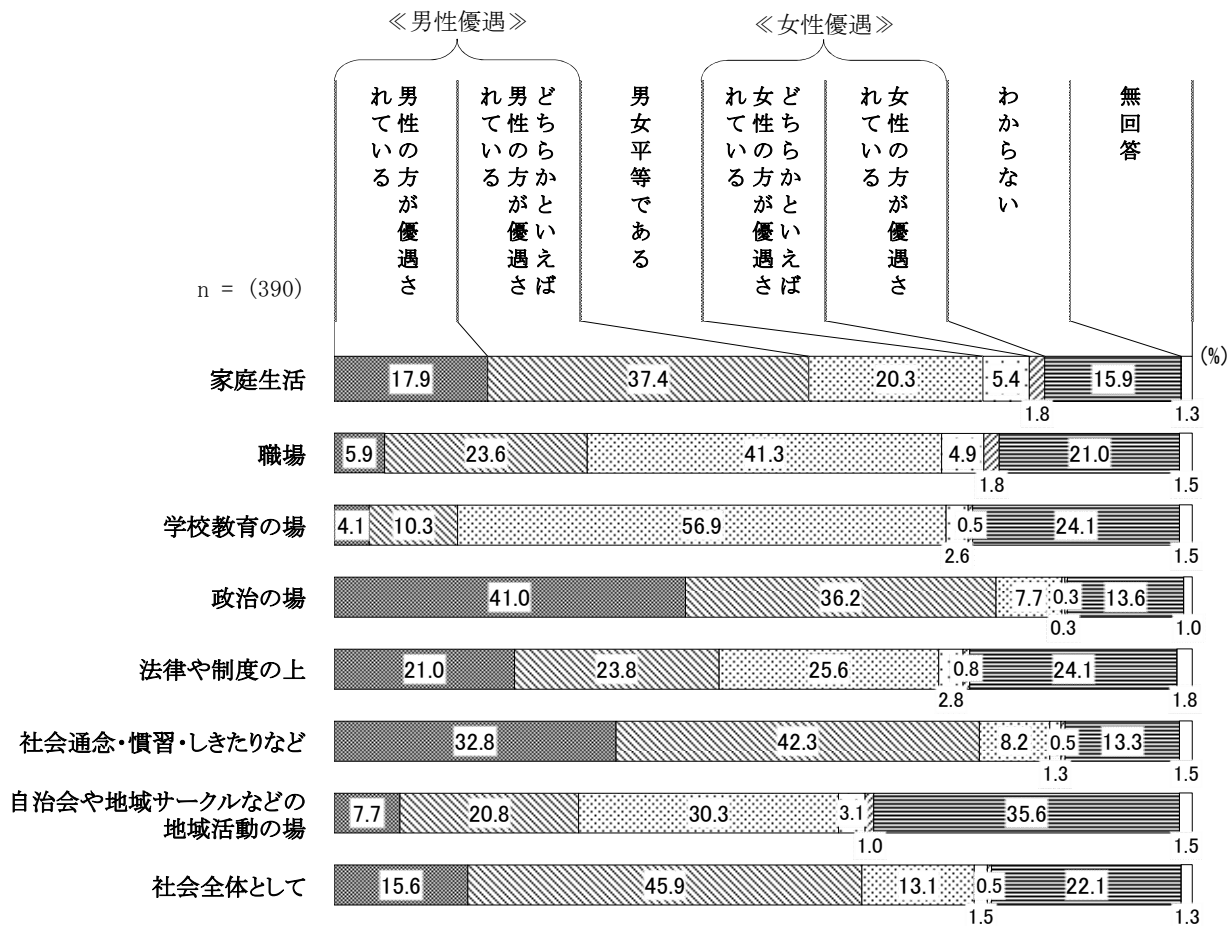 ≪男性優遇≫
≪女性優遇≫
男性の方が優遇さ
れている
どちらかといえば
男性の方が優遇さ
れている
男女平等である
どちらかといえば
女性の方が優遇さ
れている
女性の方が優遇さ
れている
わからない
無回答
n = (390)
(%)
家庭生活
17.9 37.4 20.3 5.4 15.9
1.8 1.3
職場
5.9 23.6 41.3 4.9 21.0
1.8 1.5
学校教育の場
4.1 10.3 56.9 0.5 24.1
2.6 1.5
政治の場
41.0 36.2 7.7 0.3 13.6
0.3 1.0
法律や制度の上
21.0 23.8 25.6 0.8 24.1
2.8 1.8
社会通念・慣習・しきたりなど
32.8 42.3 8.2 0.5 13.3
1.3 1.5
自治会や地域サークルなどの
地域活動の場
7.7 20.8 30.3 3.1 35.6
1.0 1.5
社会全体として
15.6 45.9 13.1 0.5 22.1
1.5 1.3